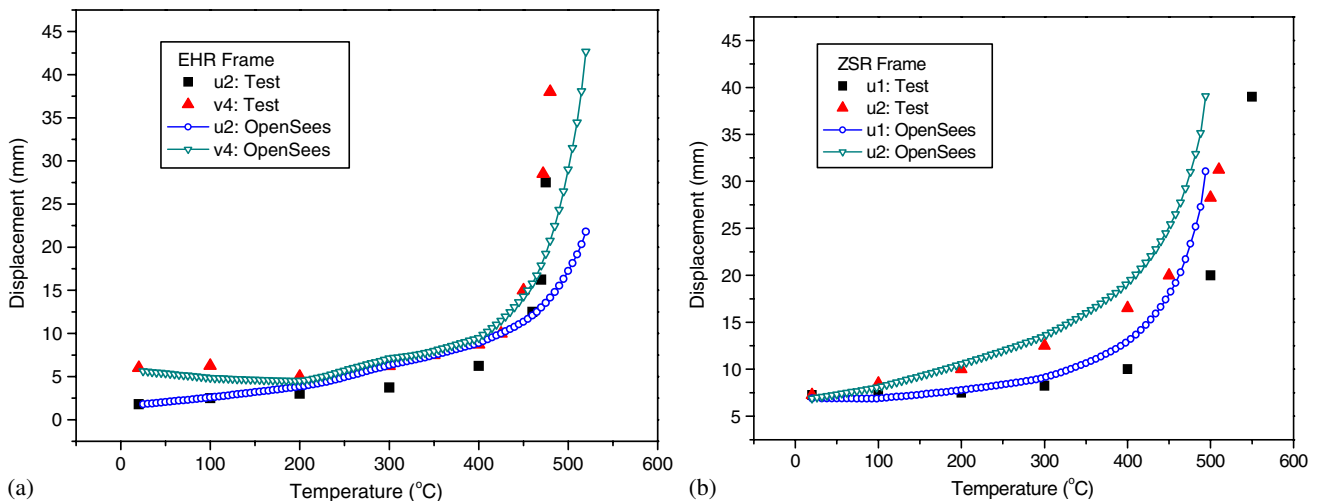 EHR Frame
u2: Test
v4: Test
u2: OpenSees
v4: OpenSees
45
40
35
30
25
20
15
10
5
0
Displacement (mm)
0 100 200 300 400 500 600
Temperature (°C)
(a)
ZSR Frame
u1: Test
u2: Test
u1: OpenSees
u2: OpenSees
45
40
35
30
25
20
15
10
5
Displacement (mm)
0 100 200 300 400 500 600
Temperature (°C)
(b)